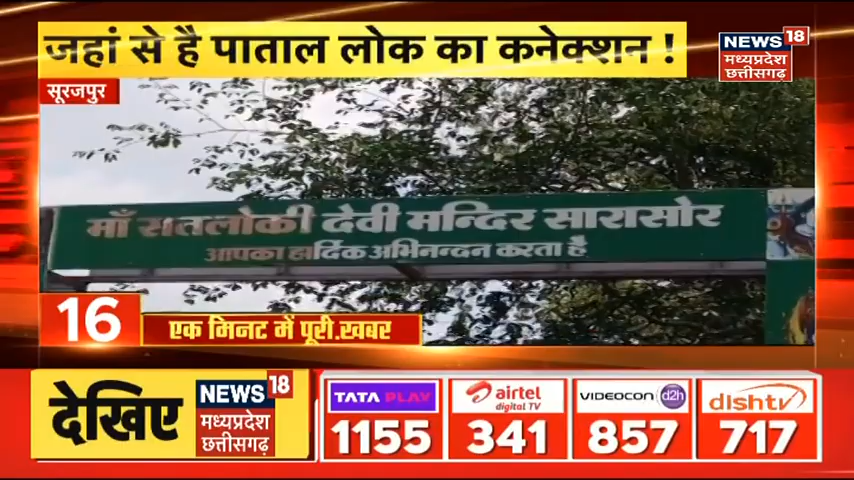 जहां से है पाताल लोक का कनेक्शन !
NEWS 18
मध्यप्रदेश
छत्तीसगढ़
सूरजपुर
माँ सतलोकी देवी मन्दिर सारासोर
आपका हार्दिक अभिनन्दन करता है
16
एक मिनट में पूरी खबर
देखिए
NEWS 18
मध्यप्रदेश
छत्तीसगढ़
TATA PLAY
1155
airtel
digital TV
341
VIDEOCON d2h
857
dishtv
717